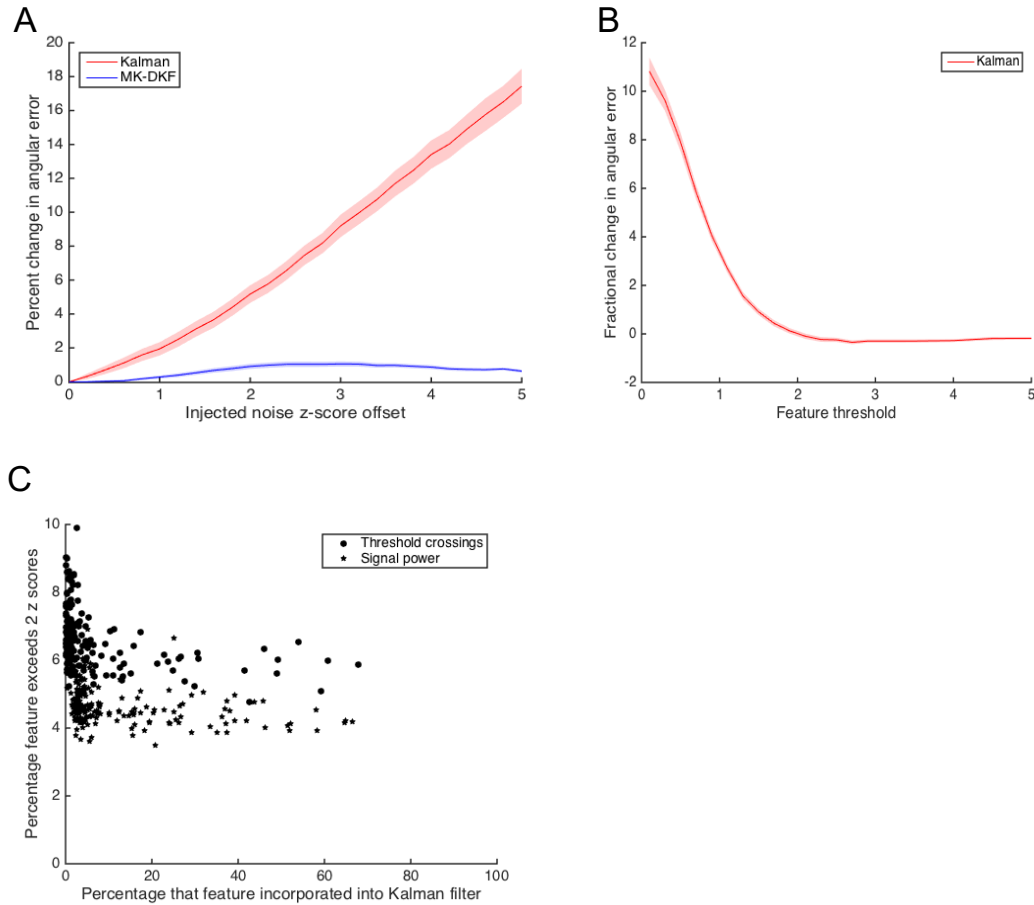 A
Percent change in angular error
20
18
16
14
12
10
8
6
4
2
0
Kalman
MK-DKF
0 1 2 3 4 5
Injected noise z-score offset
B
Fractional change in angular error
12
10
8
6
4
2
0
-2
Kalman
0 1 2 3 4 5
Feature threshold
C
Percentage feature exceeds 2 z scores
10
8
6
4
2
0
Threshold crossings
Signal power
0 20 40 60 80 100
Percentage that feature incorporated into Kalman filter